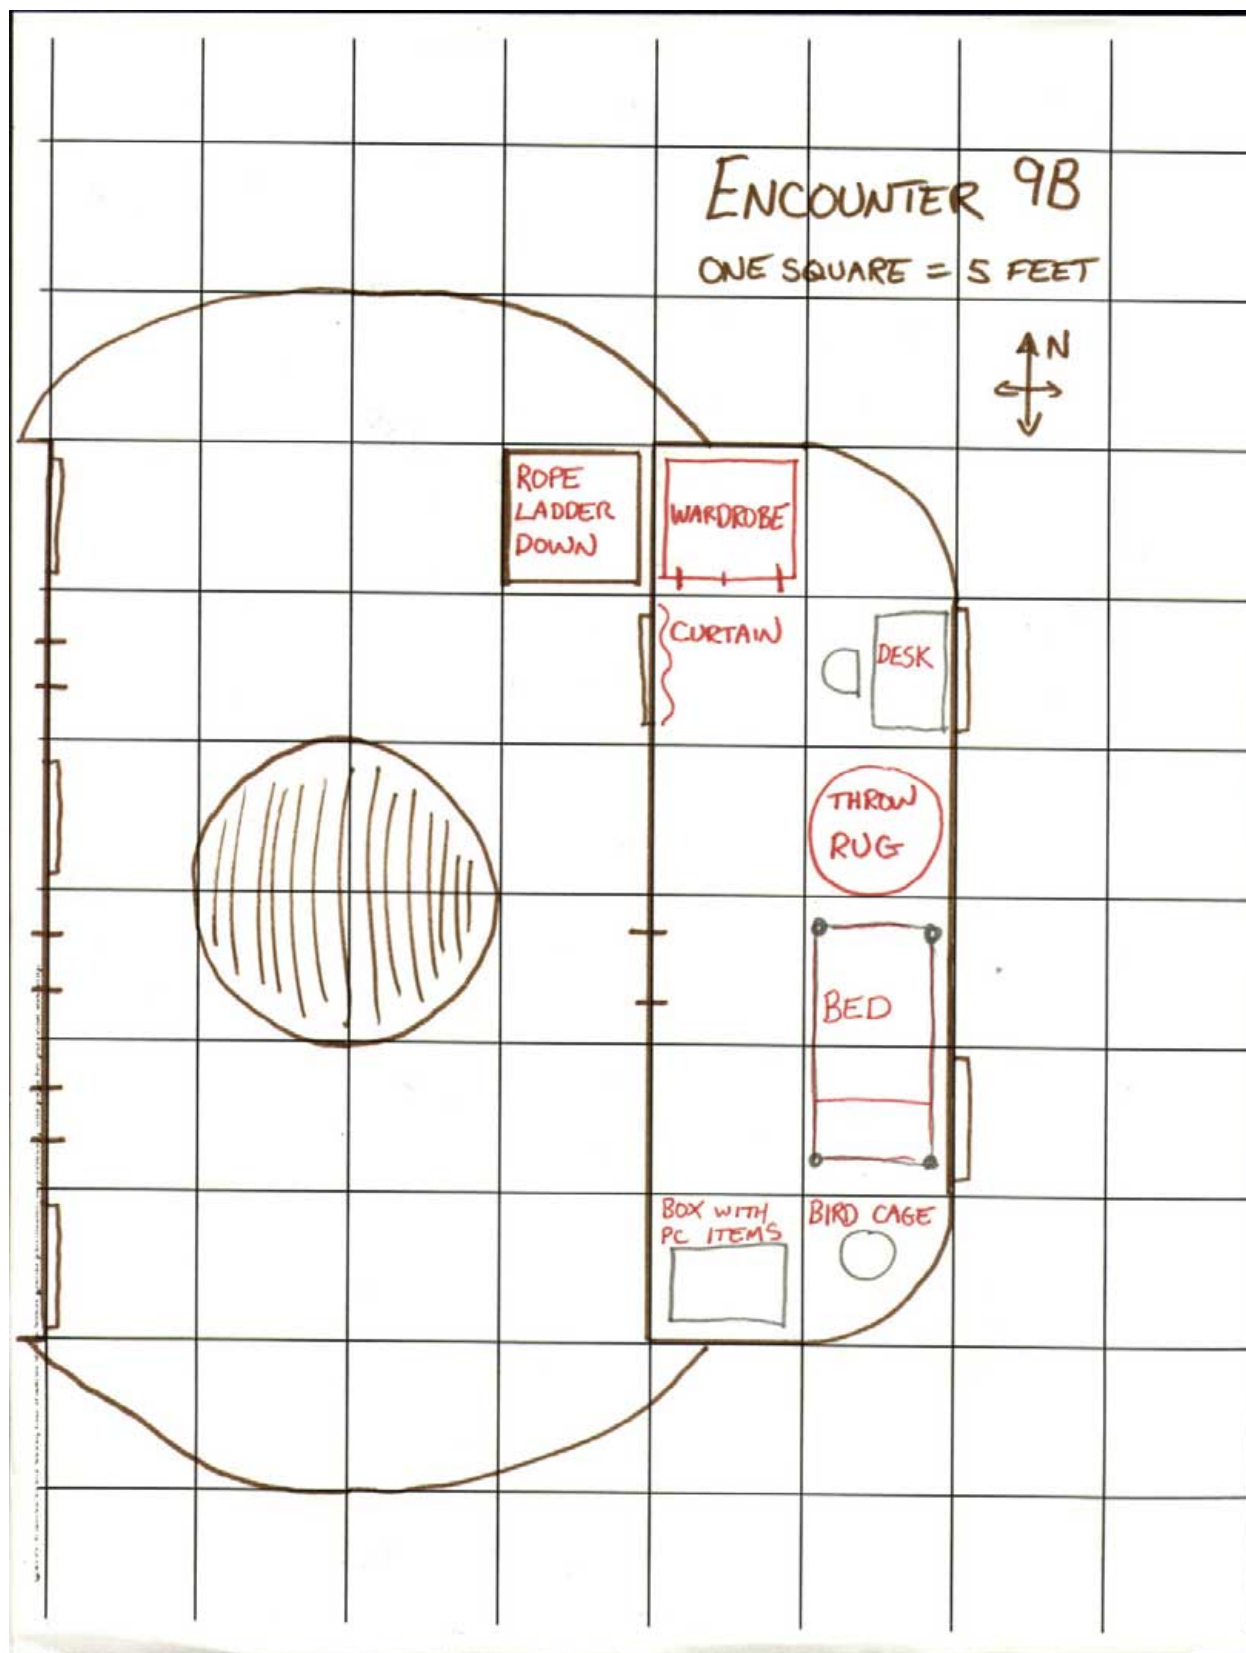 ENCOUNTER 9B
ONE SQUARE = 5 FEET
N
ROPE
LADDER
DOWN
WARDROBE
CURTAIN
DESK
THROW
RUG
BED
BOX WITH
PC ITEMS
BIRD CAGE